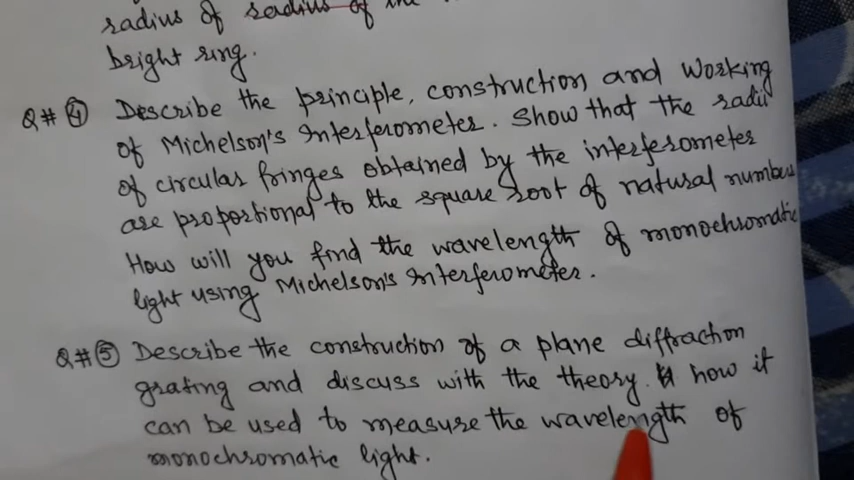 radius of radius of the
bright ring.
Q# ④ Describe the principle, construction and working
of Michelson's Interferometer. Show that the radii
of circular fringes obtained by the interferometer
are proportional to the square root of natural numbers
How will you find the wavelength of monochromatic
light using Michelson's Interferometer.
Q# ⑤ Describe the construction of a plane diffraction
grating and discuss with the theory. how it
can be used to measure the wavelength of
monochromatic light.